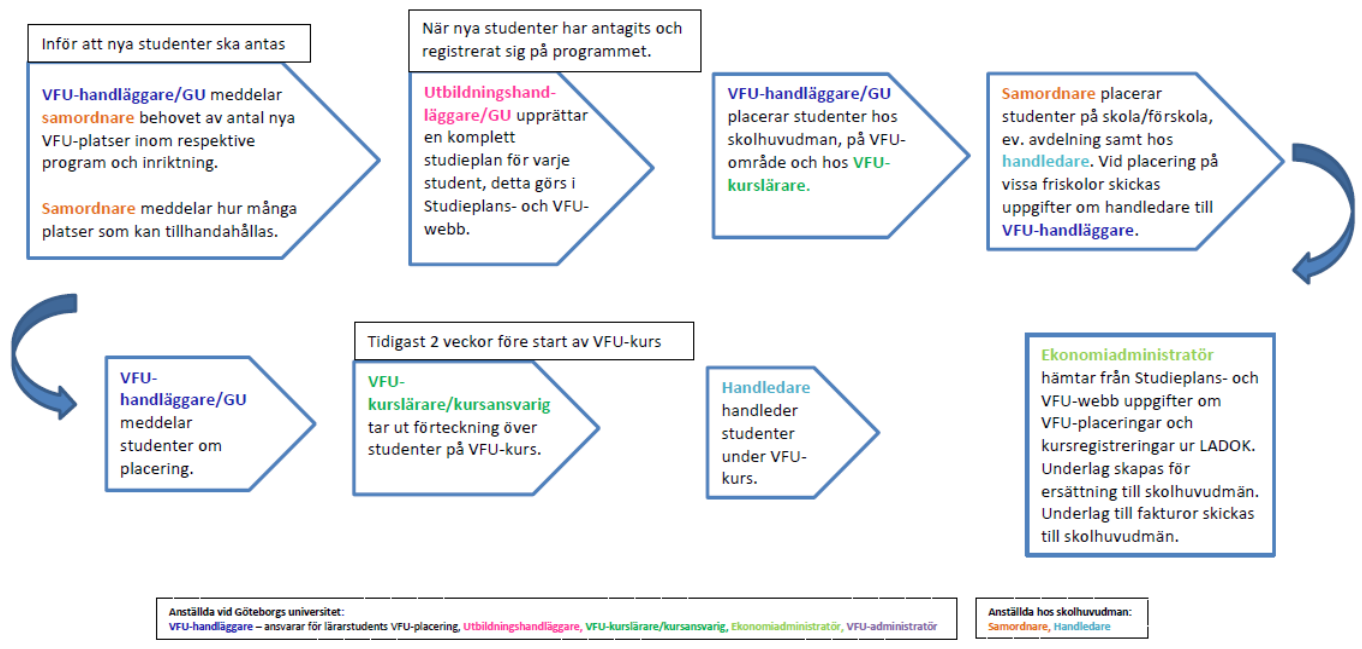 Inför att nya studenter ska antas
VFU-handläggare/GU meddelar
samordnare behovet av antal nya
VFU-platser inom respektive
program och inriktning.
Samordnare meddelar hur många
platser som kan tillhandahållas.
När nya studenter har antagits och
registrerat sig på programmet.
Utbildningshand-
läggare/GU upprättar
en komplett
studieplan för varje
student, detta görs i
Studieplans- och VFU-
webb.
VFU-handläggare/GU
placerar studenter hos
skolhuvudman, på VFU-
område och hos VFU-
kurslärare.
Samordnare placerar
studenter på skola/förskola,
ev. avdelning samt hos
handledare. Vid placering på
vissa friskolor skickas
uppgifter om handledare till
VFU-handläggare.
VFU-
handläggare/GU
meddelar
studenter om
placering.
Tidigast 2 veckor före start av VFU-kurs
VFU-
kurslärare/kursansvarig
tar ut förteckning över
studenter på VFU-kurs.
Handledare
handleder
studenter
under VFU-
kurs.
Ekonomiadministratör
hämtar från Studieplans- och
VFU-webb uppgifter om
VFU-placeringar och
kursregistreringar ur LADOK.
Underlag skapas för
ersättning till skolhuvudmän.
Underlag till fakturor skickas
till skolhuvudmän.
Anställda vid Göteborgs universitet:
VFU-handläggare – ansvarar för lärarstudents VFU-placering, Utbildningshandläggare, VFU-kurslärare/kursansvarig, Ekonomiadministratör, VFU-administratör
Anställda hos skolhuvudman:
Samordnare, Handledare